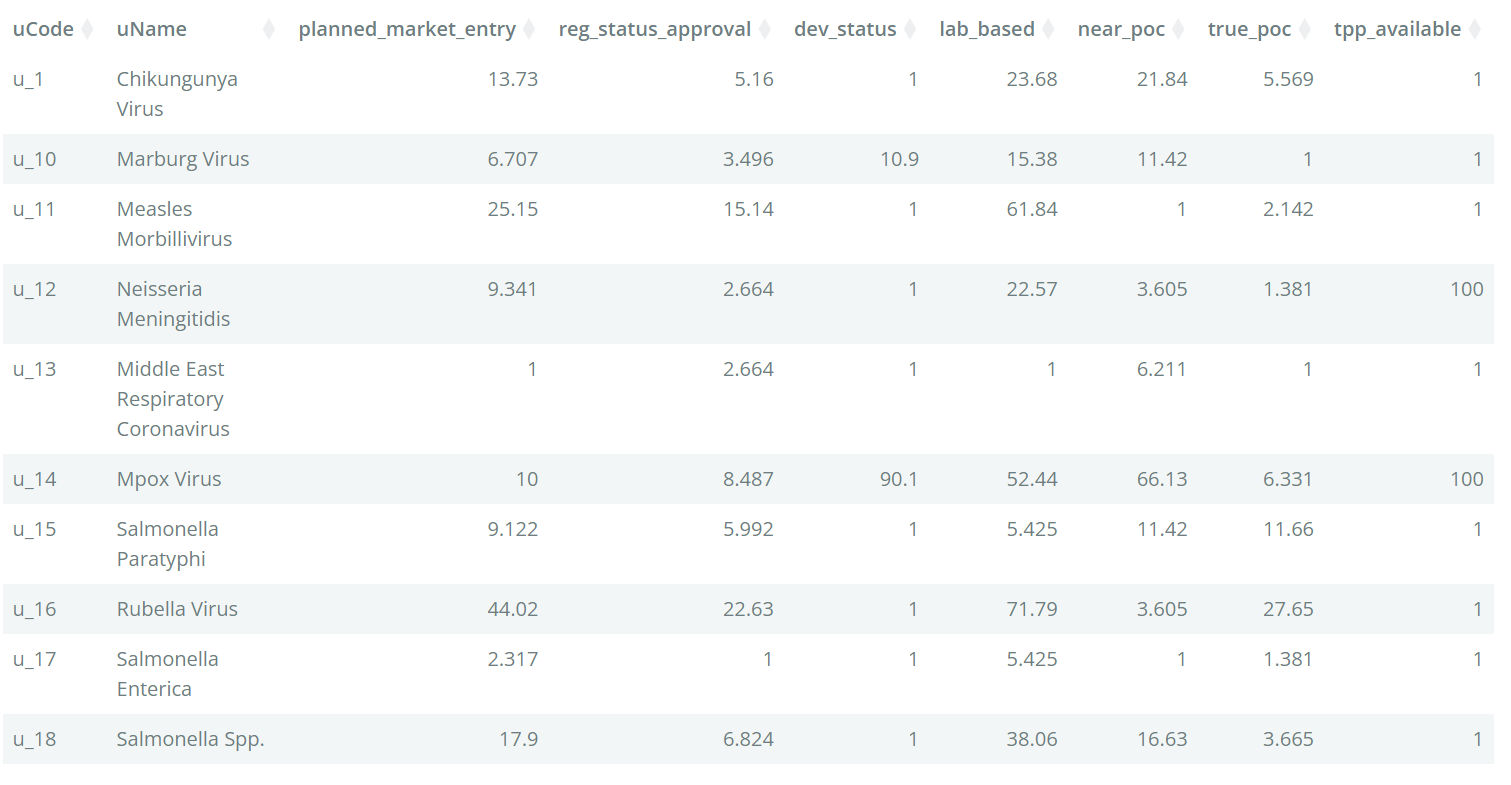 uCode uName planned_market_entry reg_status_approval dev_status lab_based near_poc true_poc tpp_available
u_1 Chikungunya 13.73 5.16 1 23.68 21.84 5.569 1
Virus
u_10 Marburg Virus 6.707 3.496 10.9 15.38 11.42 1 1
u_11 Measles 25.15 15.14 1 61.84 1 2.142 1
Morbillivirus
u_12 Neisseria 9.341 2.664 1 22.57 3.605 1.381 100
Meningitidis
u_13 Middle East 1 2.664 1 1 6.211 1 1
Respiratory
Coronavirus
u_14 Mpox Virus 10 8.487 90.1 52.44 66.13 6.331 100
u_15 Salmonella 9.122 5.992 1 5.425 11.42 11.66 1
Paratyphi
u_16 Rubella Virus 44.02 22.63 1 71.79 3.605 27.65 1
u_17 Salmonella 2.317 1 1 5.425 1 1.381 1
Enterica
u_18 Salmonella Spp. 17.9 6.824 1 38.06 16.63 3.665 1